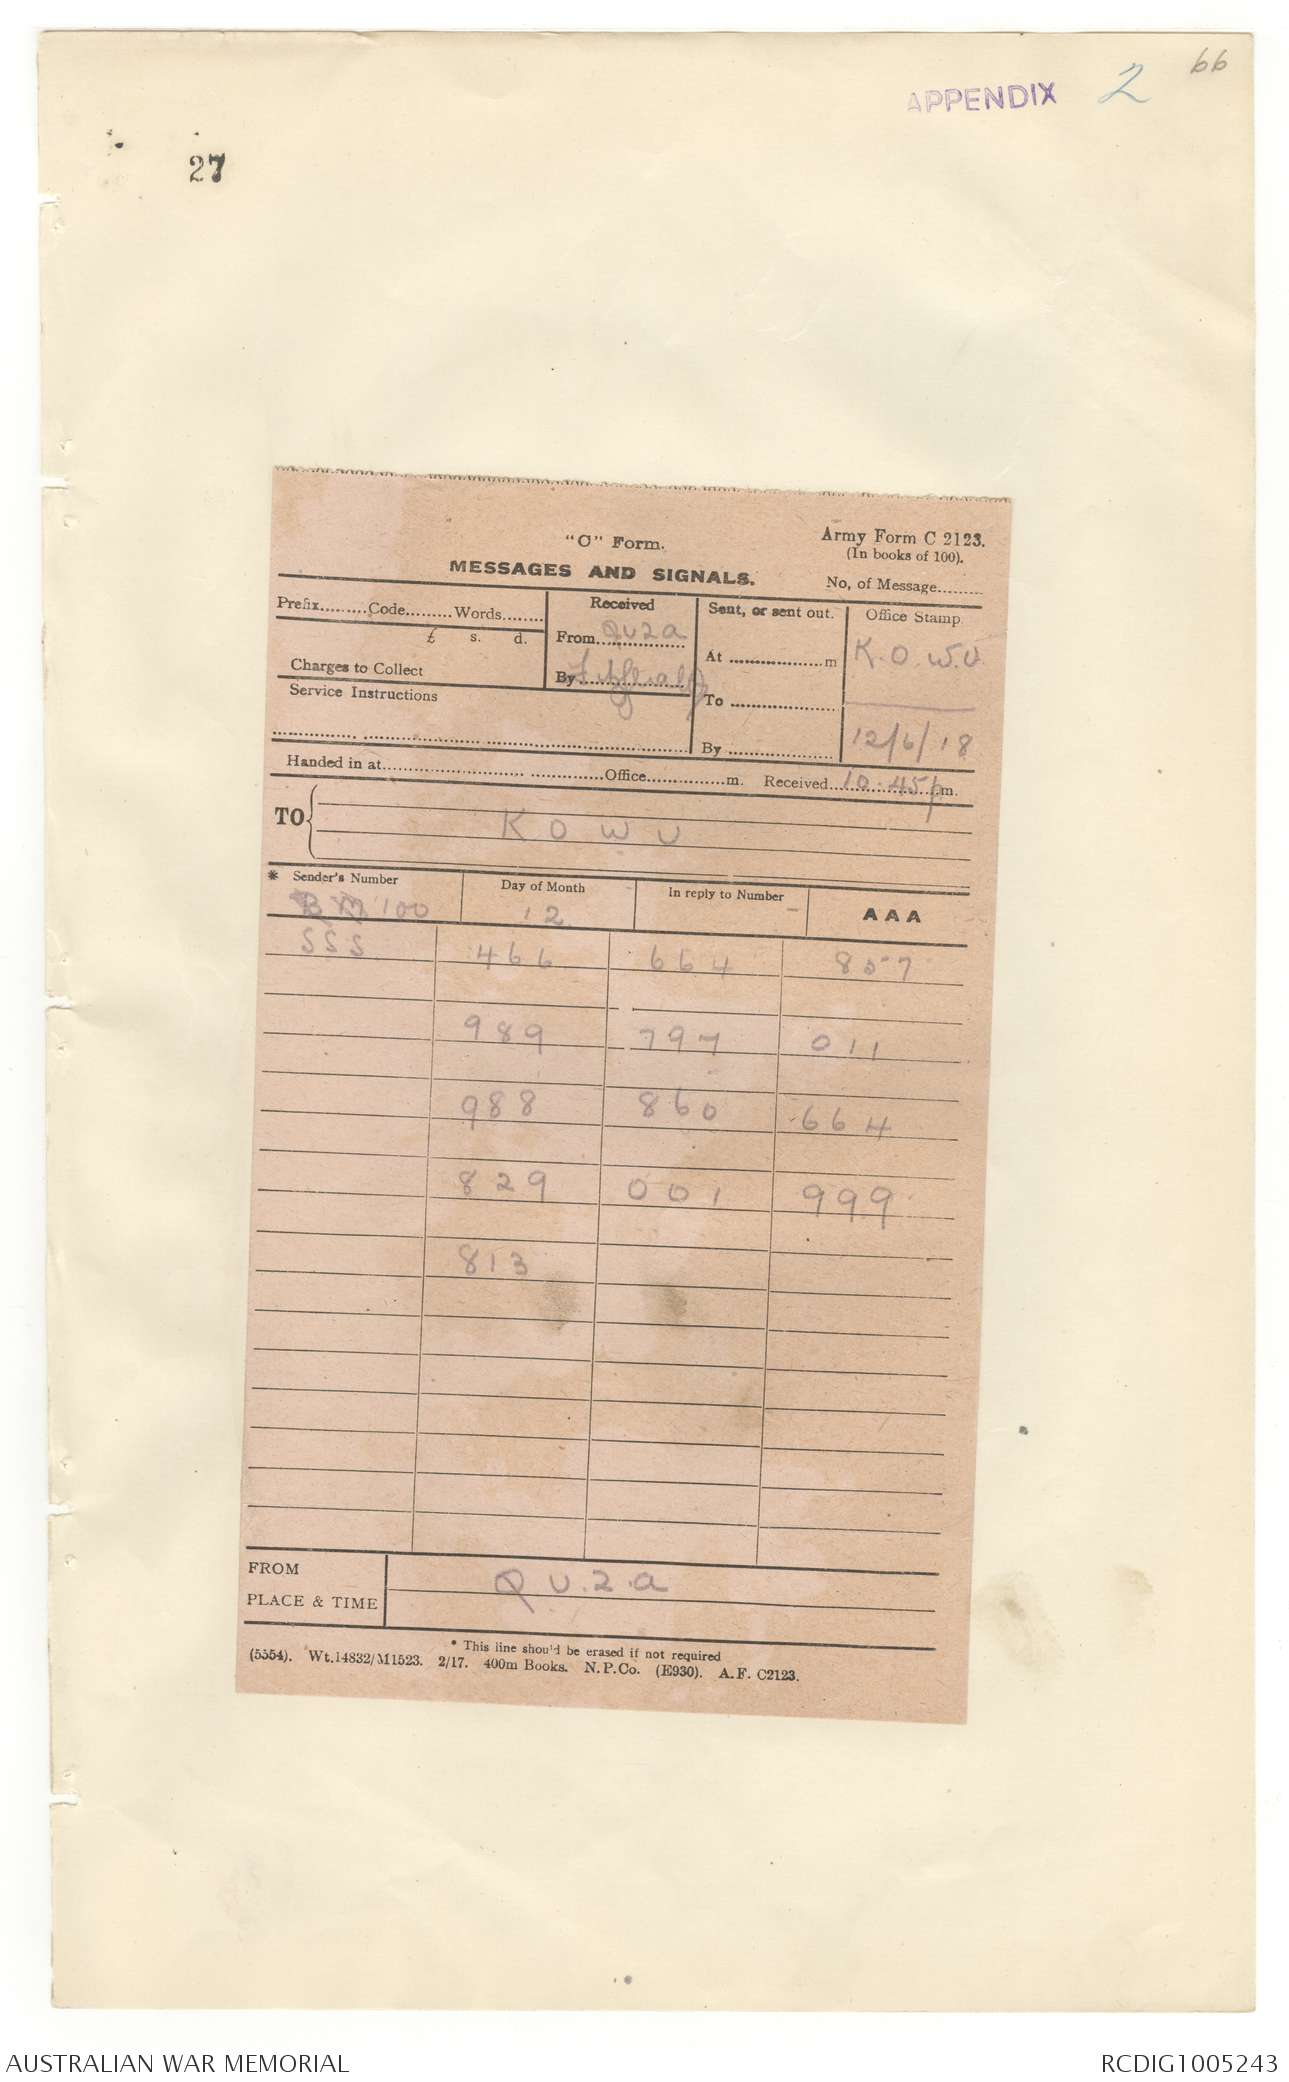 66
APPENDIX 2
27
"C" Form.
Army Form C 2123.
(In books of 100).
MESSAGES AND SIGNALS.
No, of Message.........
Prefix.........Code.........Words........
Received
Sent, or sent out.
Office Stamp.
£ s. d.
From Qu2a
At ....................m
K.O.W.U.
Charges to Collect
By
Service Instructions
To ....................
12/6/18
By ....................
Handed in at.............................. ...............Office................m. Received 10.45p m.
TO
K O W U
* Sender's Number
Day of Month
In reply to Number
AAA
BM 100
12
-
SSS 466 664 857
989 797 011
988 860 664
829 001 999
813
FROM
PLACE & TIME
Q U.2.a
* This line should be erased if not required
(5554). Wt.14832/M1523. 2/17. 400m Books. N.P.Co. (E930). A.F. C2123.
AUSTRALIAN WAR MEMORIAL
RCDIG1005243